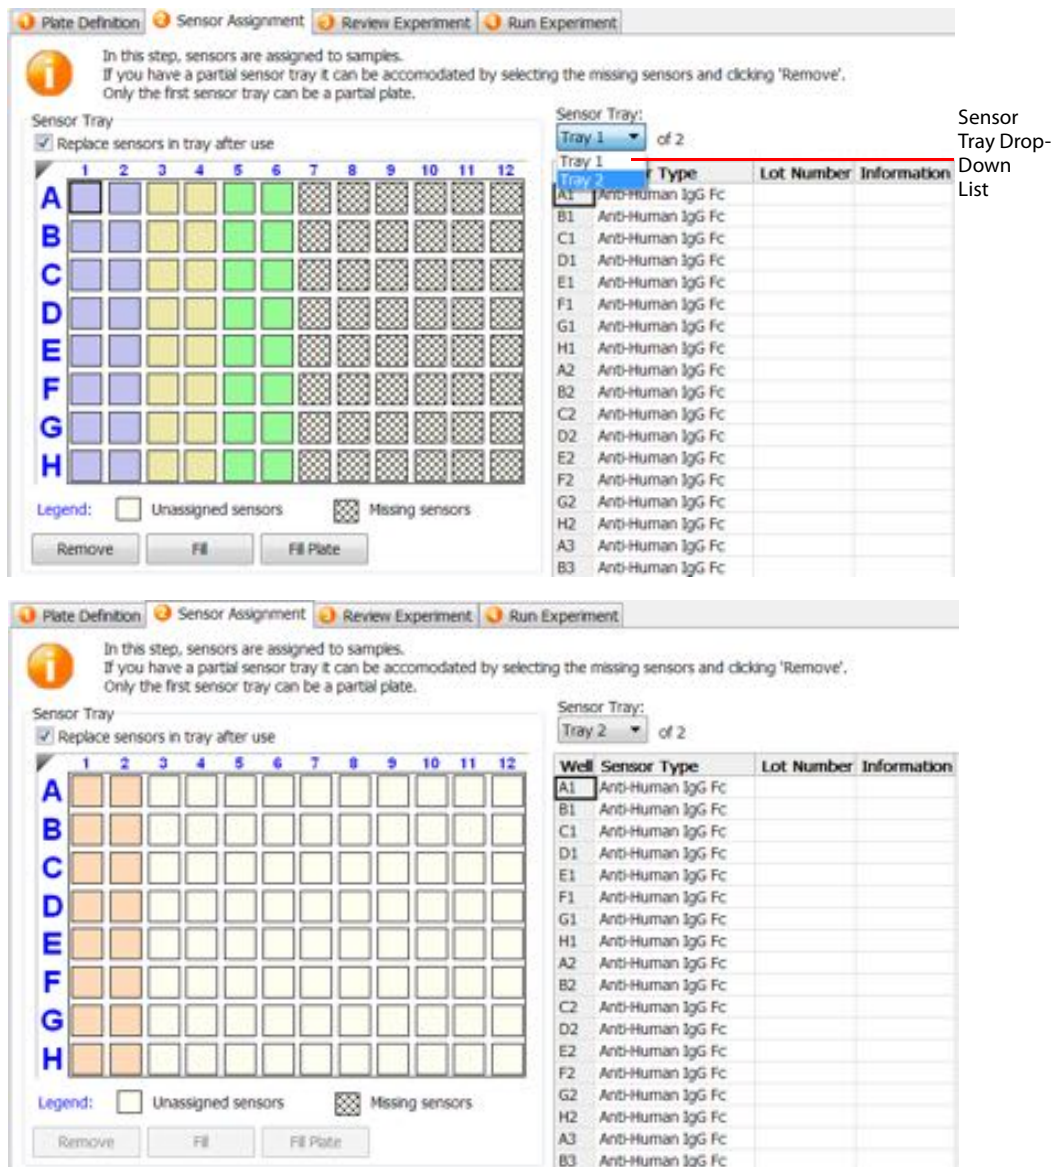 Plate Definition Sensor Assignment Review Experiment Run Experiment
In this step, sensors are assigned to samples.
If you have a partial sensor tray it can be accomodated by selecting the missing sensors and clicking 'Remove'.
Only the first sensor tray can be a partial plate.
Sensor Tray
Replace sensors in tray after use
1 2 3 4 5 6 7 8 9 10 11 12
A
B
C
D
E
F
G
H
Legend: Unassigned sensors Missing sensors
Remove Fill Fill Plate
Sensor Tray:
Tray 1 of 2
Tray 1
Tray 2
r Type Lot Number Information
A1 Anti-Human IgG Fc
B1 Anti-Human IgG Fc
C1 Anti-Human IgG Fc
D1 Anti-Human IgG Fc
E1 Anti-Human IgG Fc
F1 Anti-Human IgG Fc
G1 Anti-Human IgG Fc
H1 Anti-Human IgG Fc
A2 Anti-Human IgG Fc
B2 Anti-Human IgG Fc
C2 Anti-Human IgG Fc
D2 Anti-Human IgG Fc
E2 Anti-Human IgG Fc
F2 Anti-Human IgG Fc
G2 Anti-Human IgG Fc
H2 Anti-Human IgG Fc
A3 Anti-Human IgG Fc
B3 Anti-Human IgG Fc
Sensor
Tray Drop-
Down
List
Plate Definition Sensor Assignment Review Experiment Run Experiment
In this step, sensors are assigned to samples.
If you have a partial sensor tray it can be accomodated by selecting the missing sensors and clicking 'Remove'.
Only the first sensor tray can be a partial plate.
Sensor Tray
Replace sensors in tray after use
1 2 3 4 5 6 7 8 9 10 11 12
A
B
C
D
E
F
G
H
Legend: Unassigned sensors Missing sensors
Remove Fill Fill Plate
Sensor Tray:
Tray 2 of 2
Well Sensor Type Lot Number Information
A1 Anti-Human IgG Fc
B1 Anti-Human IgG Fc
C1 Anti-Human IgG Fc
D1 Anti-Human IgG Fc
E1 Anti-Human IgG Fc
F1 Anti-Human IgG Fc
G1 Anti-Human IgG Fc
H1 Anti-Human IgG Fc
A2 Anti-Human IgG Fc
B2 Anti-Human IgG Fc
C2 Anti-Human IgG Fc
D2 Anti-Human IgG Fc
E2 Anti-Human IgG Fc
F2 Anti-Human IgG Fc
G2 Anti-Human IgG Fc
H2 Anti-Human IgG Fc
A3 Anti-Human IgG Fc
B3 Anti-Human IgG Fc